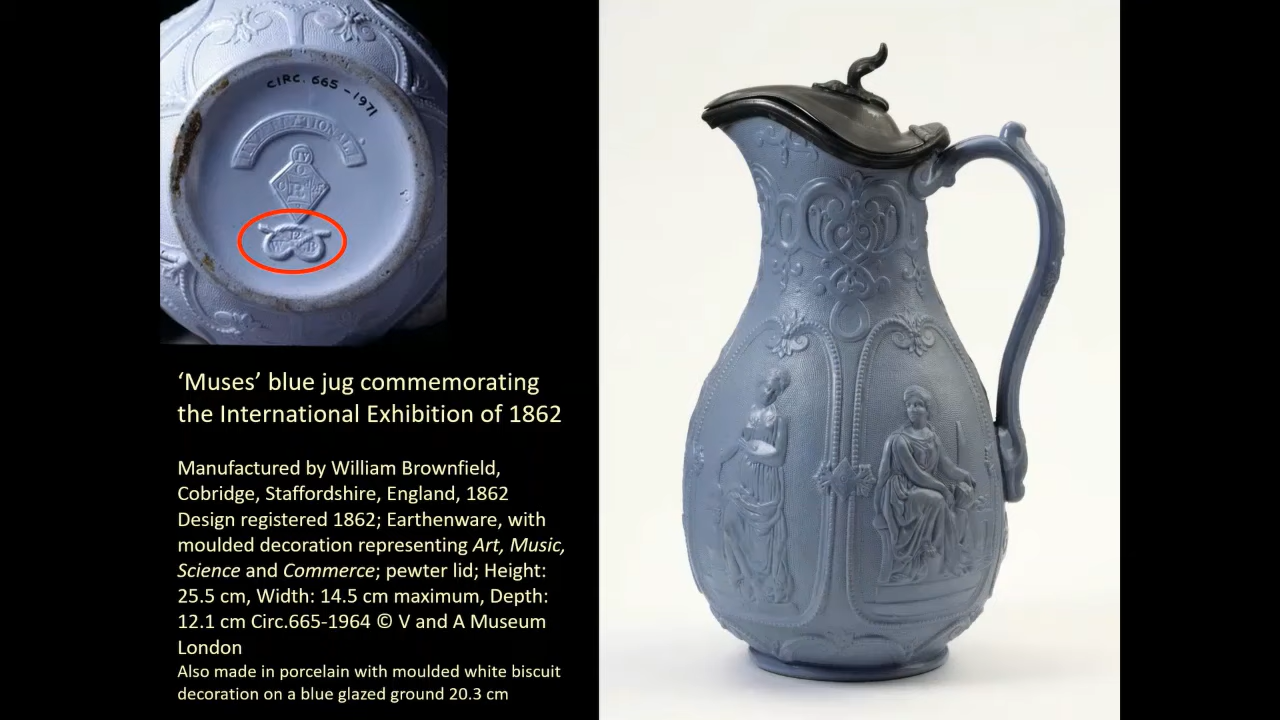 CIRC. 665 - 1971
INTERNATIONAL
IV
R
12
W B
‘Muses’ blue jug commemorating
the International Exhibition of 1862
Manufactured by William Brownfield,
Cobridge, Staffordshire, England, 1862
Design registered 1862; Earthenware, with
moulded decoration representing Art, Music,
Science and Commerce; pewter lid; Height:
25.5 cm, Width: 14.5 cm maximum, Depth:
12.1 cm Circ.665-1964 © V and A Museum
London
Also made in porcelain with moulded white biscuit
decoration on a blue glazed ground 20.3 cm